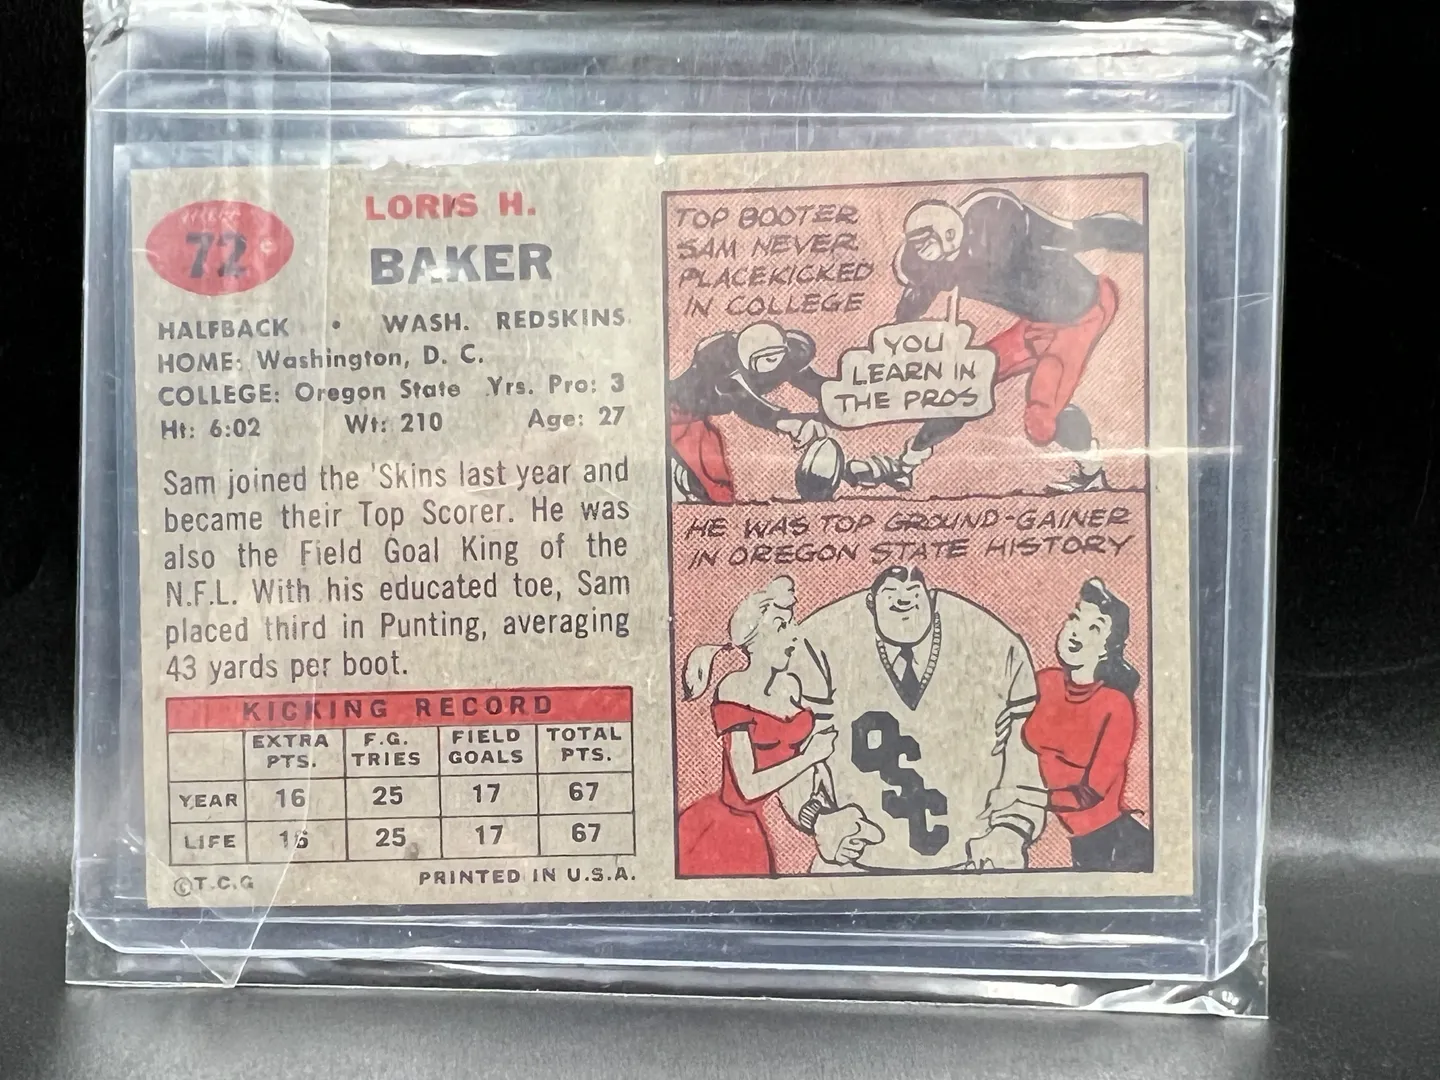 72
LORIS H.
BAKER
HALFBACK • WASH. REDSKINS
HOME: Washington, D. C.
COLLEGE: Oregon State Yrs. Pro: 3
Ht: 6:02 Wt: 210 Age: 27
Sam joined the 'Skins last year and
became their Top Scorer. He was
also the Field Goal King of the
N.F.L. With his educated toe, Sam
placed third in Punting, averaging
43 yards per boot.
KICKING RECORD
EXTRA PTS. F.G. TRIES FIELD GOALS TOTAL PTS.
YEAR 16 25 17 67
LIFE 16 25 17 67
©T.C.G PRINTED IN U.S.A.
TOP BOOTER
SAM NEVER
PLACEKICKED
IN COLLEGE
YOU
LEARN IN
THE PROS
HE WAS TOP GROUND-GAINER
IN OREGON STATE HISTORY
OSC